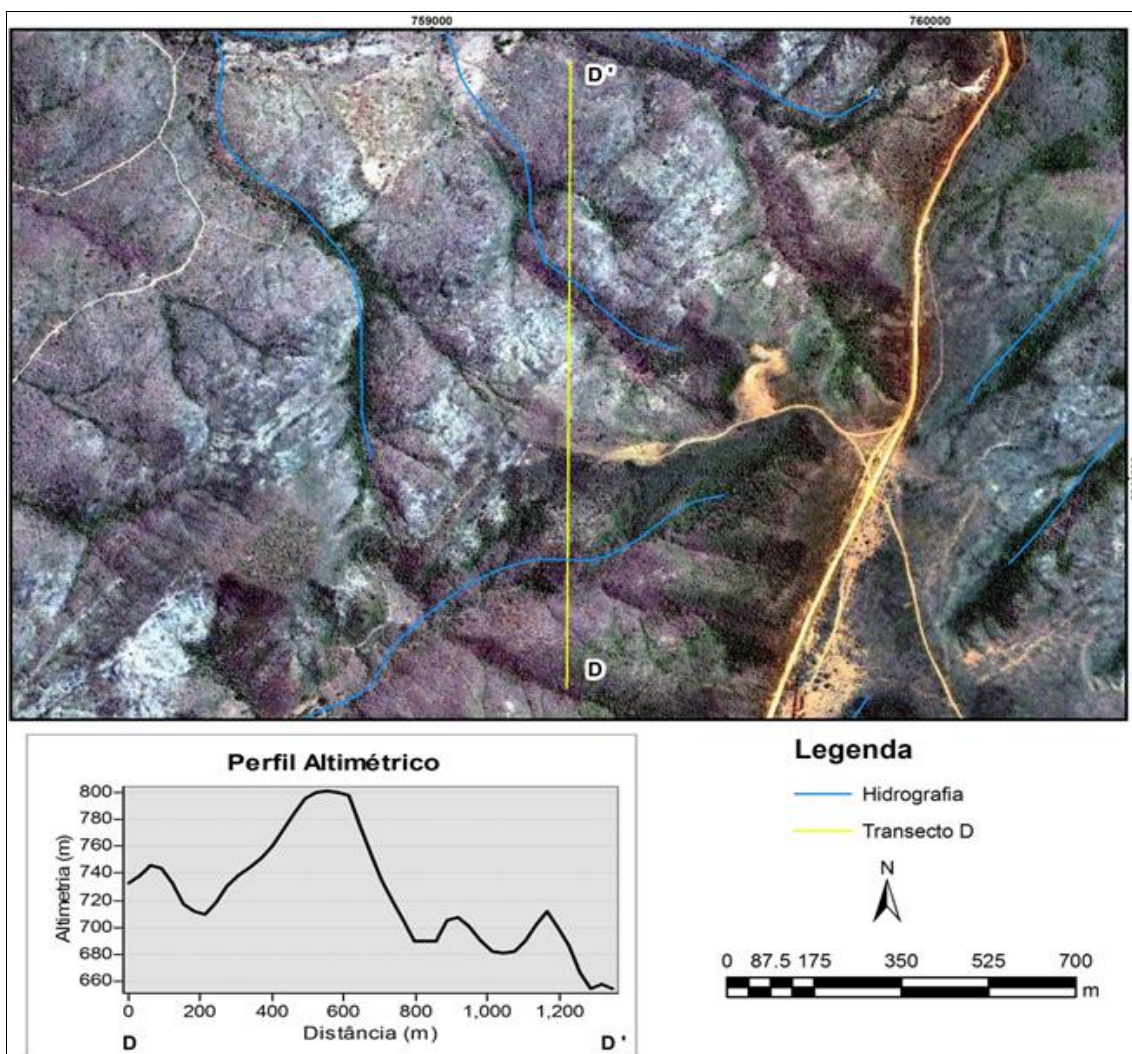 759000
760000
D'
D
Perfil Altimétrico
Altimetria (m)
800
780
760
740
720
700
680
660
0
200
400
600
800
1,000
1,200
Distância (m)
D
D'
Legenda
Hidrografia
Transecto D
N
0 87.5 175 350 525 700
m